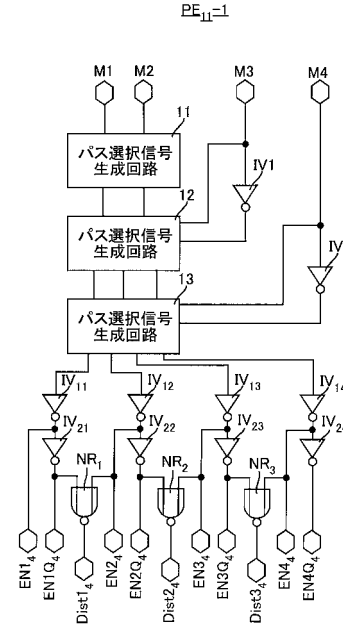 PE11-1
M1
M2
M3
M4
11
パス選択信号
生成回路
IV1
12
パス選択信号
生成回路
IV
13
パス選択信号
生成回路
IV11
IV12
IV13
IV14
IV21
IV22
IV23
IV24
NR1
NR2
NR3
EN14
EN1Q4
Dist14
EN24
EN2Q4
Dist24
EN34
EN3Q4
Dist34
EN44
EN4Q4